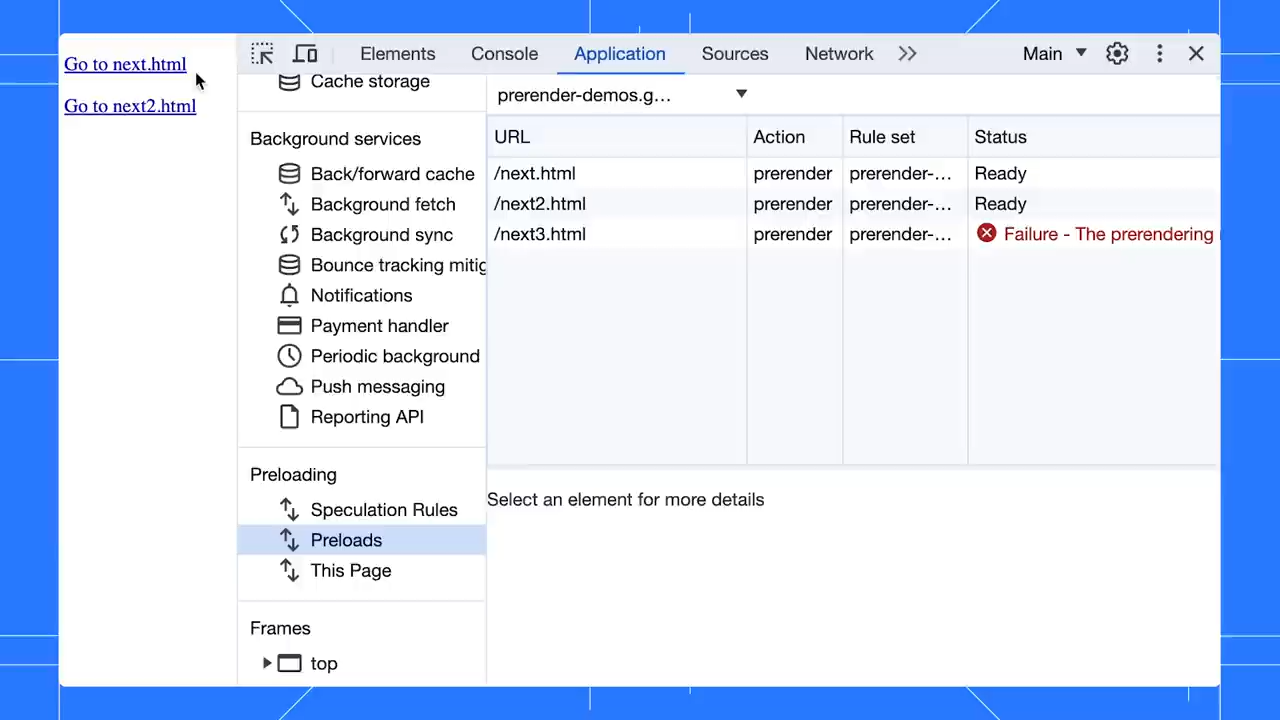 Go to next.html
Go to next2.html
Elements Console Application Sources Network Main
Cache storage
Background services
Back/forward cache
Background fetch
Background sync
Bounce tracking mitig
Notifications
Payment handler
Periodic background
Push messaging
Reporting API
Preloading
Speculation Rules
Preloads
This Page
Frames
top
prerender-demos.g...
URL Action Rule set Status
/next.html prerender prerender-... Ready
/next2.html prerender prerender-... Ready
/next3.html prerender prerender-... Failure - The prerendering
Select an element for more details